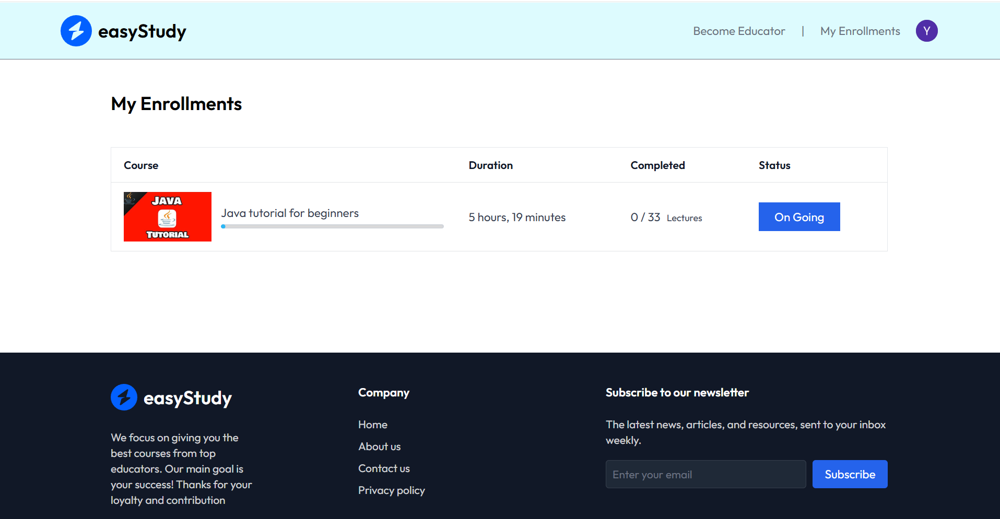 easyStudy
Become Educator | My Enrollments Y
My Enrollments
Course Duration Completed Status
JAVA
TUTORIAL
Java tutorial for beginners
5 hours, 19 minutes
0 / 33 Lectures
On Going
easyStudy
We focus on giving you the
best courses from top
educators. Our main goal is
your success! Thanks for your
loyalty and contribution
Company
Home
About us
Contact us
Privacy policy
Subscribe to our newsletter
The latest news, articles, and resources, sent to your inbox
weekly.
Enter your email
Subscribe